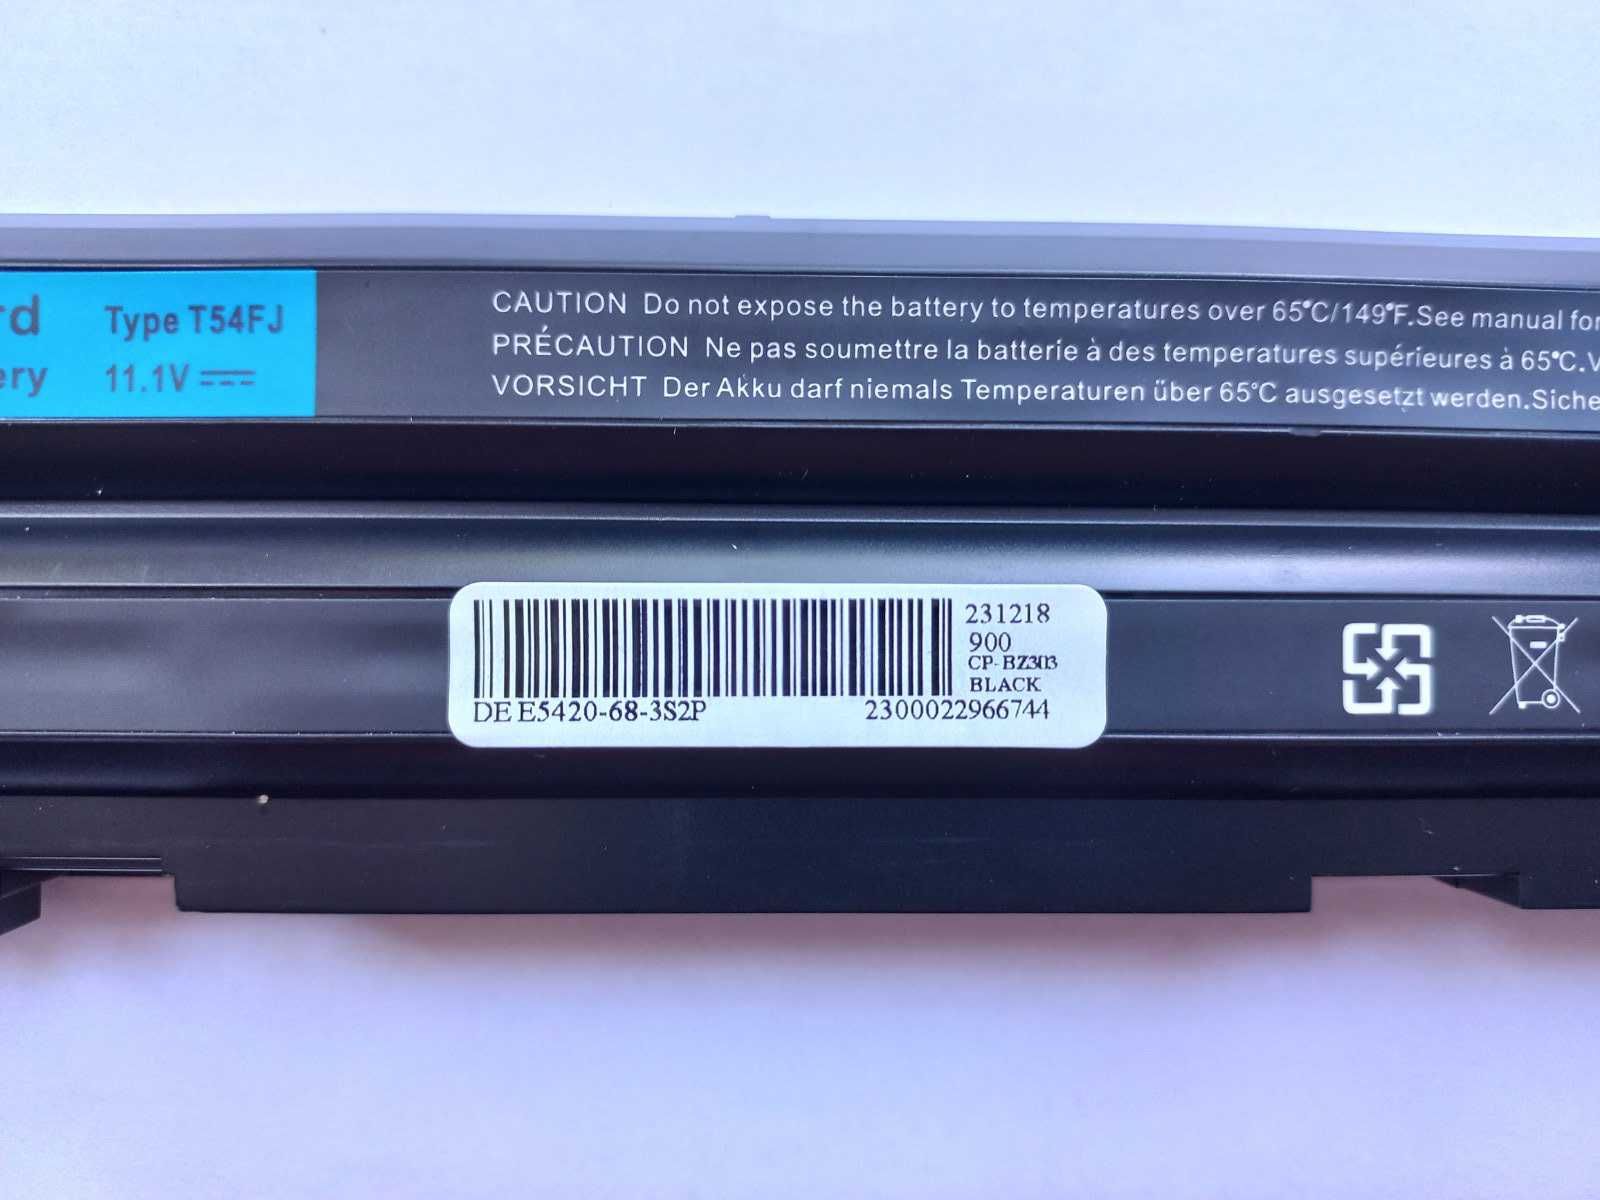 rd Type T54FJ
ery 11.1V
CAUTION Do not expose the battery to temperatures over 65°C/149°F.See manual for
PRÉCAUTION Ne pas soumettre la batterie à des temperatures supérieures à 65°C.V
VORSICHT Der Akku darf niemals Temperaturen über 65°C ausgesetzt werden.Siche
231218
900
CP-BZ303
BLACK
DE E5420-68-3S2P 2300022966744